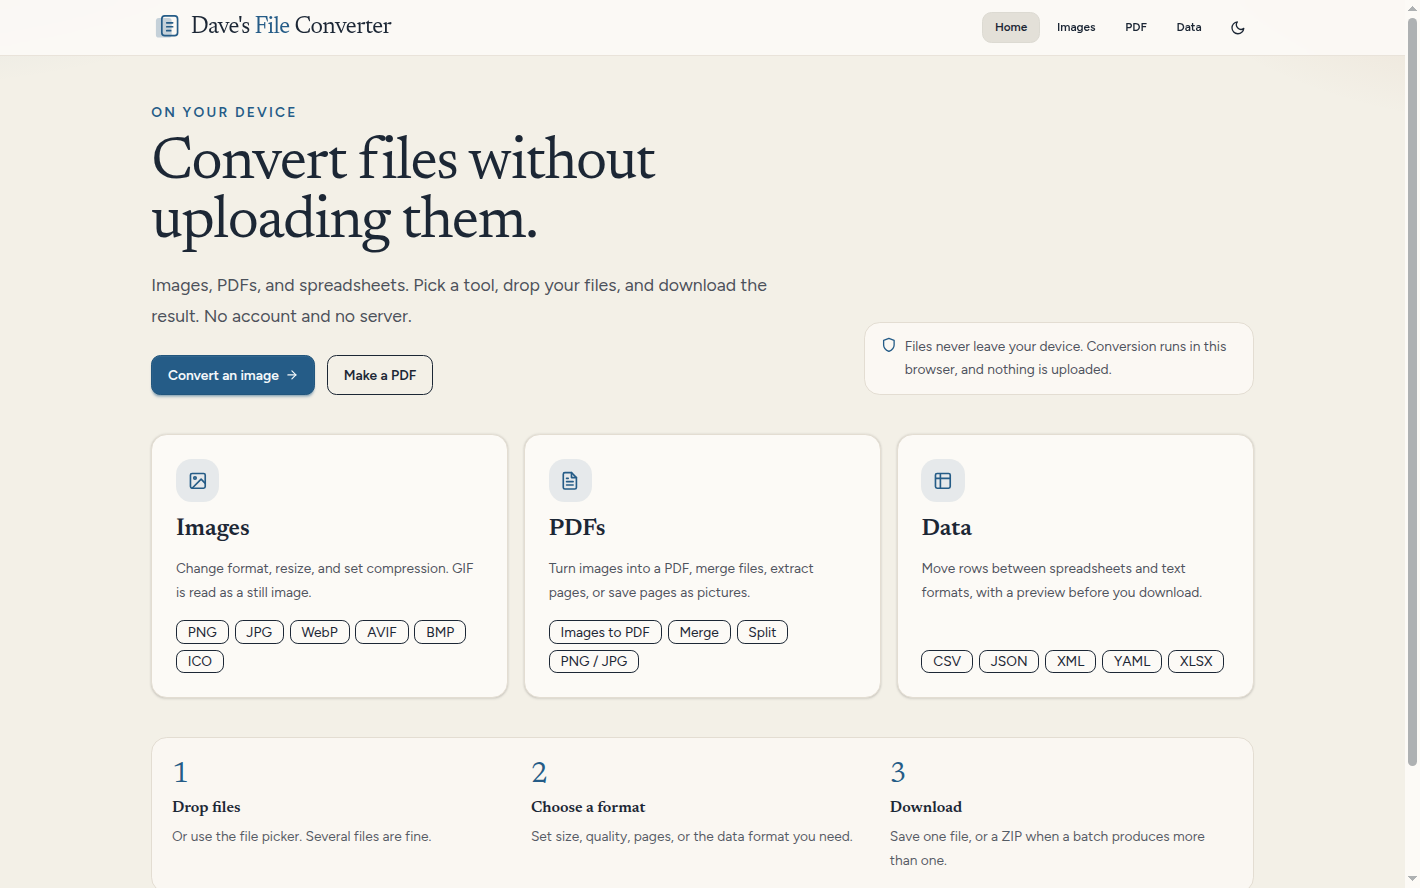 Dave's File Converter
Home
Images
PDF
Data
ON YOUR DEVICE
Convert files without
uploading them.
Images, PDFs, and spreadsheets. Pick a tool, drop your files, and download the
result. No account and no server.
Convert an image →
Make a PDF
Files never leave your device. Conversion runs in this
browser, and nothing is uploaded.
Images
Change format, resize, and set compression. GIF
is read as a still image.
PNG JPG WebP AVIF BMP
ICO
PDFs
Turn images into a PDF, merge files, extract
pages, or save pages as pictures.
Images to PDF Merge Split
PNG / JPG
Data
Move rows between spreadsheets and text
formats, with a preview before you download.
CSV JSON XML YAML XLSX
1
Drop files
Or use the file picker. Several files are fine.
2
Choose a format
Set size, quality, pages, or the data format you need.
3
Download
Save one file, or a ZIP when a batch produces more
than one.